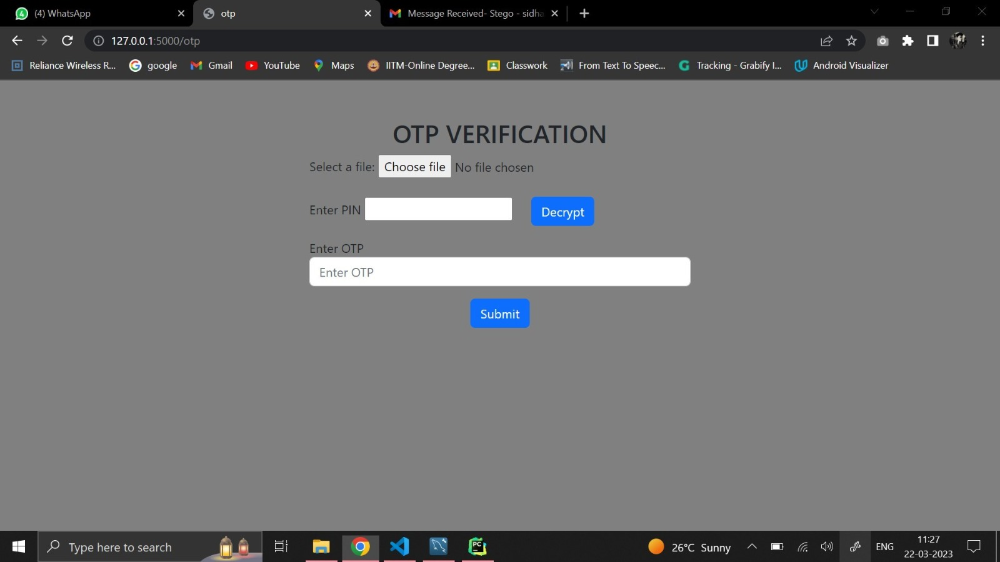 4 (4) WhatsApp
otp
Message Received- Stego - sidha
127.0.0.1:5000/otp
Reliance Wireless R...
google
Gmail
YouTube
Maps
IITM-Online Degree...
Classwork
From Text To Speec...
Tracking - Grabify I...
Android Visualizer
OTP VERIFICATION
Select a file: Choose file No file chosen
Enter PIN
Decrypt
Enter OTP
Enter OTP
Submit
Type here to search
PC
26°C Sunny
ENG
11:27
22-03-2023